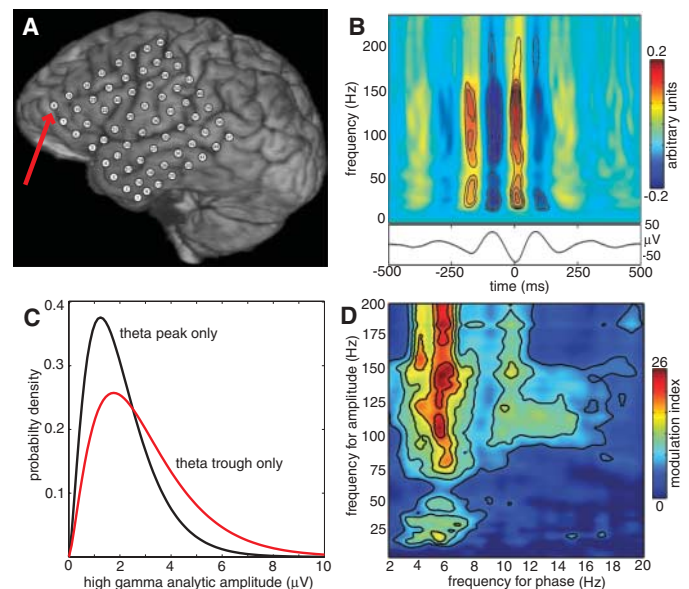 A
B
200
150
100
50
0
frequency (Hz)
0.2
arbitrary units
-0.2
50
µV
-50
-500
-250
0
250
500
time (ms)
C
0.4
0.3
0.2
0.1
probability density
theta peak only
theta trough only
0
2
4
6
8
10
high gamma analytic amplitude (µV)
D
200
175
150
125
100
75
50
25
frequency for amplitude (Hz)
26
modulation index
0
2
4
6
8
10
12
14
16
18
20
frequency for phase (Hz)